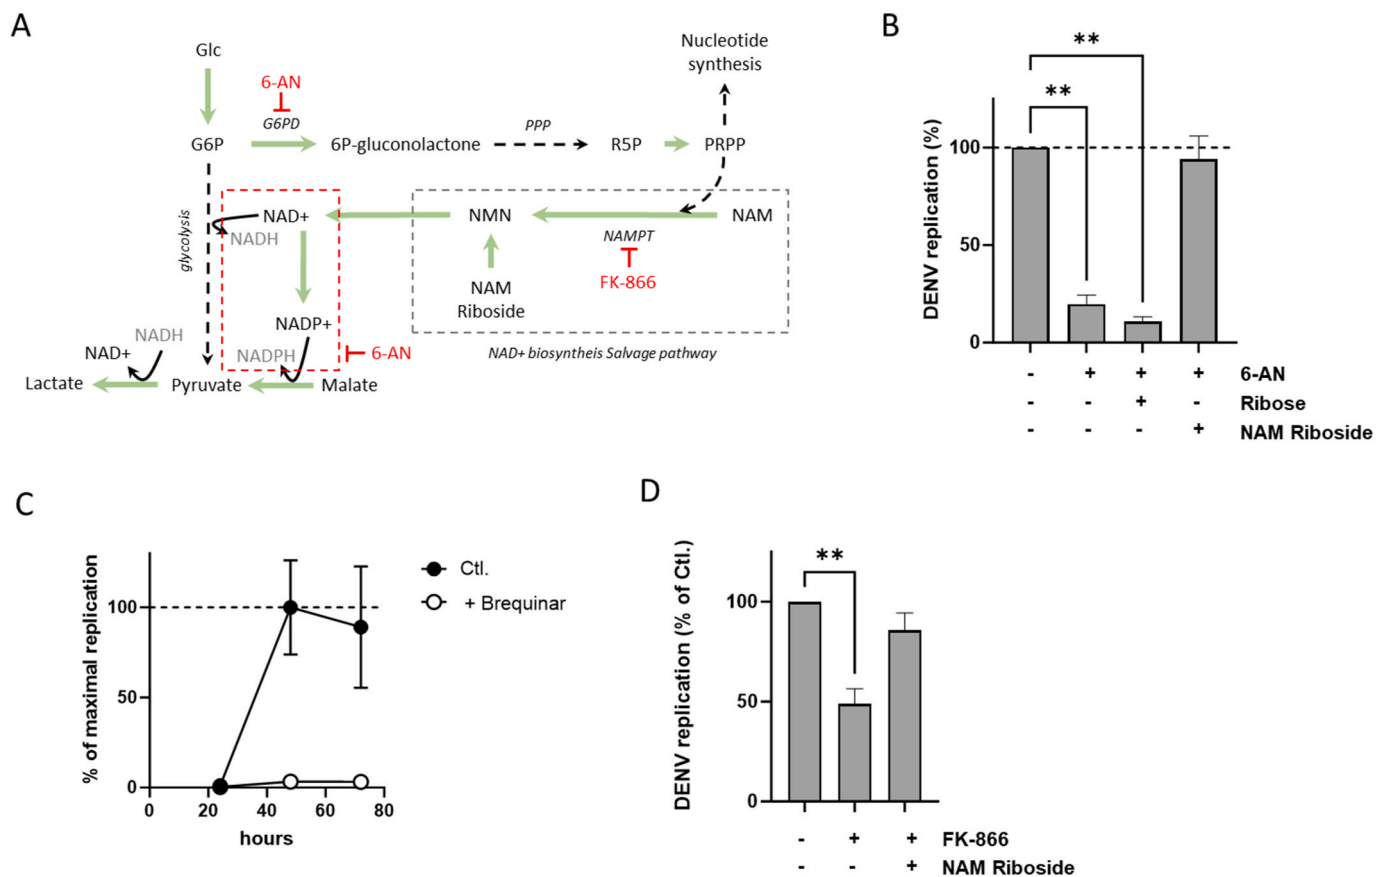 A
Glc
6-AN
G6PD
G6P
6P-gluconolactone
PPP
R5P
PRPP
Nucleotide
synthesis
glycolysis
NAD+
NADH
NMN
NAM
NAMPT
FK-866
NAM
Riboside
NADP+
NADPH
6-AN
NAD+ biosyntheis Salvage pathway
NADH
NAD+
Lactate
Pyruvate
Malate
B
**
**
DENV replication (%)
100
50
0
- + + + 6-AN
- - + - Ribose
- - - + NAM Riboside
C
% of maximal replication
100
50
0
0 20 40 60 80
hours
Ctl.
+ Brequinar
D
**
DENV replication (% of Ctl.)
100
50
0
- + + FK-866
- - + NAM Riboside